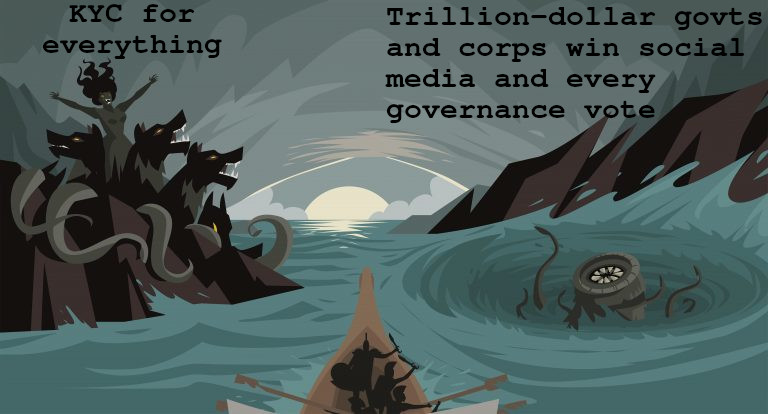 KYC for
everything
Trillion-dollar govts
and corps win social
media and every
governance vote